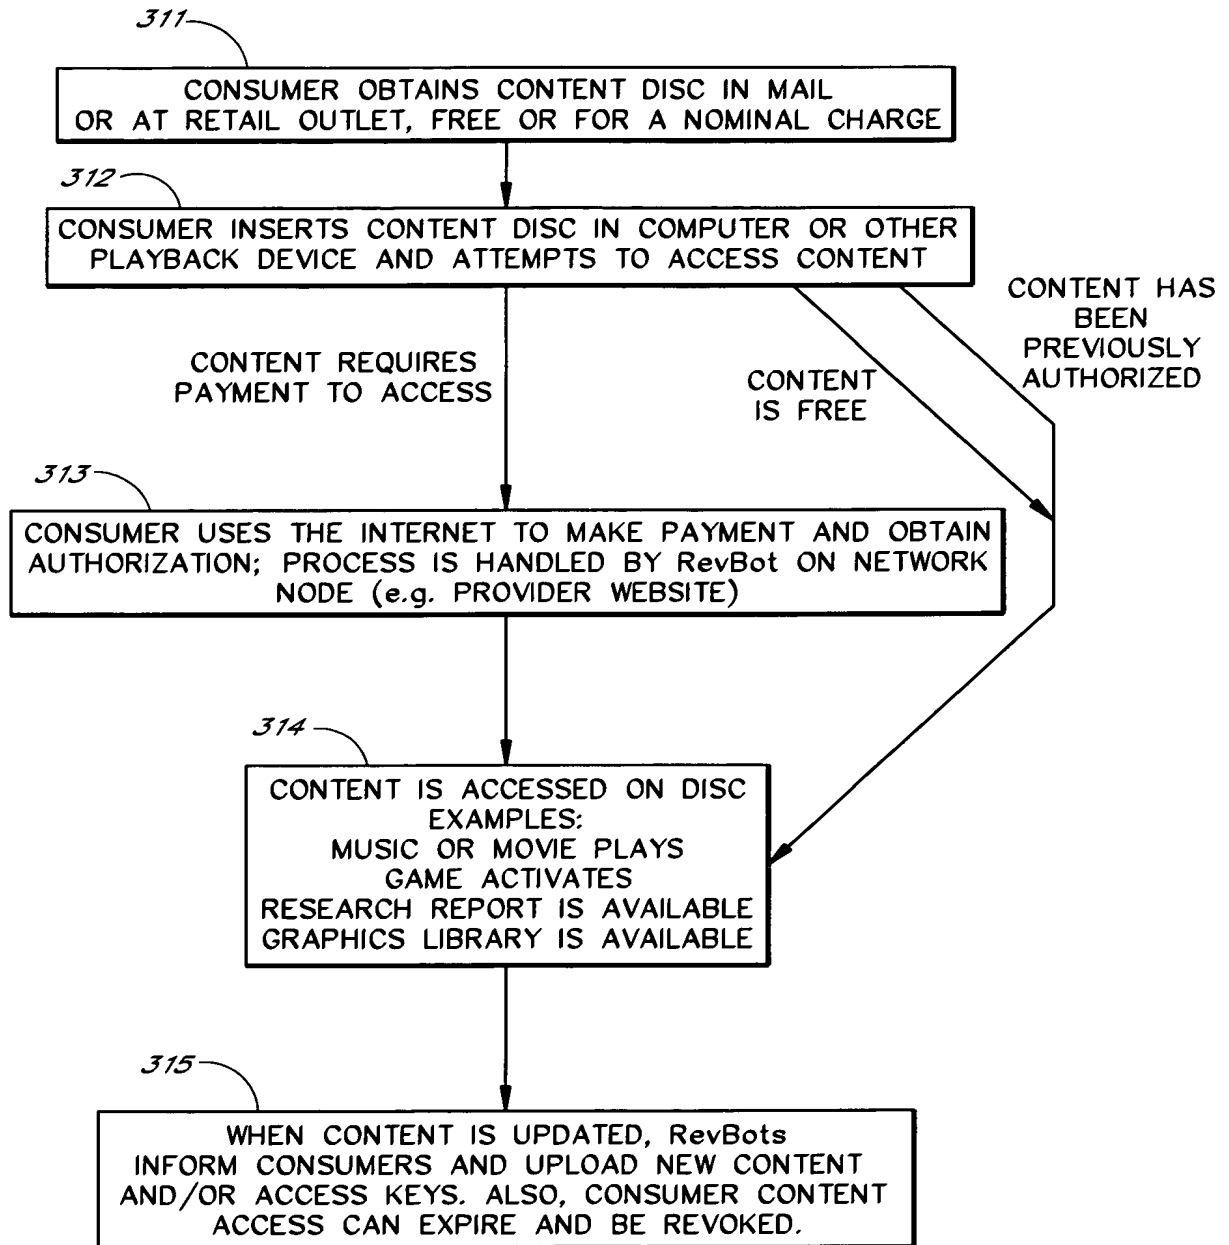 311
CONSUMER OBTAINS CONTENT DISC IN MAIL
OR AT RETAIL OUTLET, FREE OR FOR A NOMINAL CHARGE
312
CONSUMER INSERTS CONTENT DISC IN COMPUTER OR OTHER
PLAYBACK DEVICE AND ATTEMPTS TO ACCESS CONTENT
CONTENT REQUIRES
PAYMENT TO ACCESS
CONTENT
IS FREE
CONTENT HAS
BEEN
PREVIOUSLY
AUTHORIZED
313
CONSUMER USES THE INTERNET TO MAKE PAYMENT AND OBTAIN
AUTHORIZATION; PROCESS IS HANDLED BY RevBot ON NETWORK
NODE (e.g. PROVIDER WEBSITE)
314
CONTENT IS ACCESSED ON DISC
EXAMPLES:
MUSIC OR MOVIE PLAYS
GAME ACTIVATES
RESEARCH REPORT IS AVAILABLE
GRAPHICS LIBRARY IS AVAILABLE
315
WHEN CONTENT IS UPDATED, RevBots
INFORM CONSUMERS AND UPLOAD NEW CONTENT
AND/OR ACCESS KEYS. ALSO, CONSUMER CONTENT
ACCESS CAN EXPIRE AND BE REVOKED.